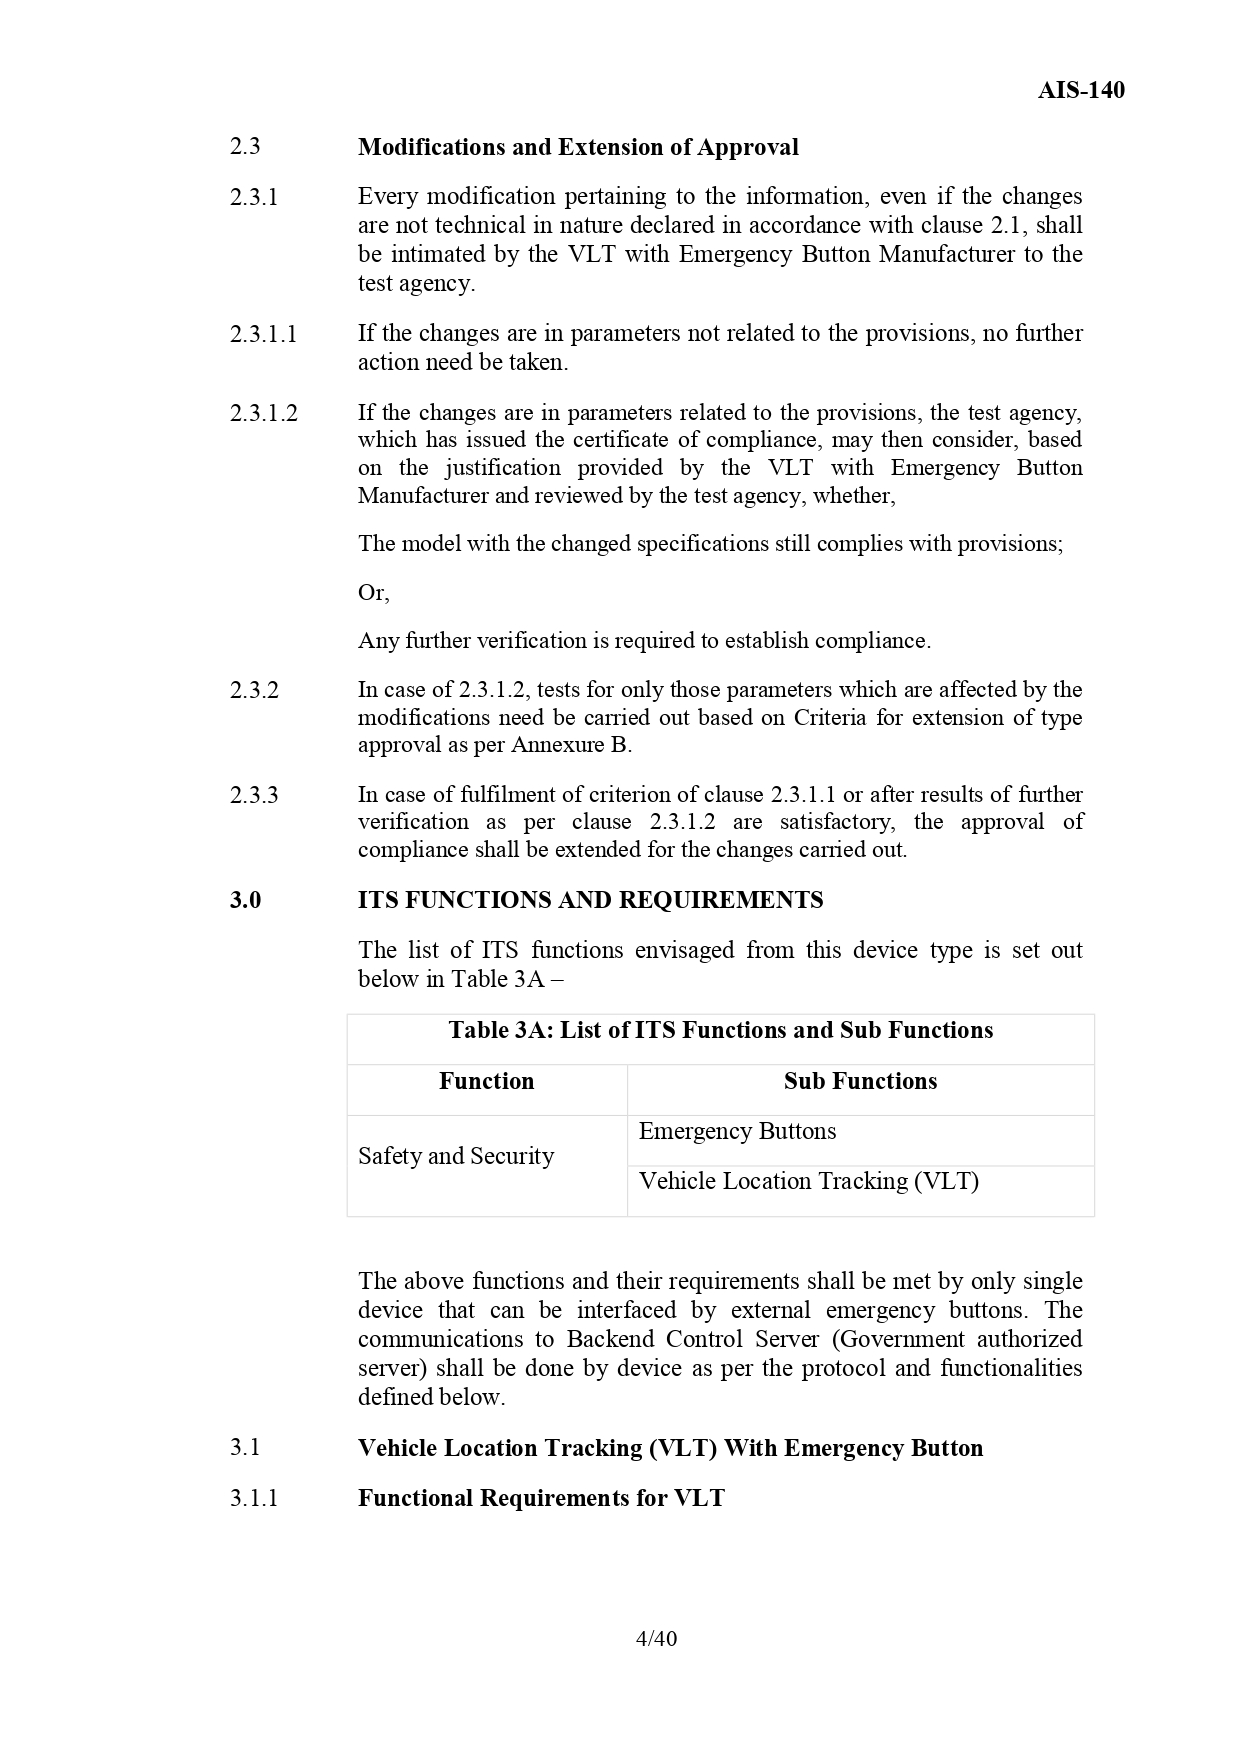 AIS-140
2.3 Modifications and Extension of Approval
2.3.1 Every modification pertaining to the information, even if the changes
are not technical in nature declared in accordance with clause 2.1, shall
be intimated by the VLT with Emergency Button Manufacturer to the
test agency.
2.3.1.1 If the changes are in parameters not related to the provisions, no further
action need be taken.
2.3.1.2 If the changes are in parameters related to the provisions, the test agency,
which has issued the certificate of compliance, may then consider, based
on the justification provided by the VLT with Emergency Button
Manufacturer and reviewed by the test agency, whether,
The model with the changed specifications still complies with provisions;
Or,
Any further verification is required to establish compliance.
2.3.2 In case of 2.3.1.2, tests for only those parameters which are affected by the
modifications need be carried out based on Criteria for extension of type
approval as per Annexure B.
2.3.3 In case of fulfilment of criterion of clause 2.3.1.1 or after results of further
verification as per clause 2.3.1.2 are satisfactory, the approval of
compliance shall be extended for the changes carried out.
3.0 ITS FUNCTIONS AND REQUIREMENTS
The list of ITS functions envisaged from this device type is set out
below in Table 3A –
Table 3A: List of ITS Functions and Sub Functions
Function Sub Functions
Emergency Buttons
Safety and Security
Vehicle Location Tracking (VLT)
The above functions and their requirements shall be met by only single
device that can be interfaced by external emergency buttons. The
communications to Backend Control Server (Government authorized
server) shall be done by device as per the protocol and functionalities
defined below.
3.1 Vehicle Location Tracking (VLT) With Emergency Button
3.1.1 Functional Requirements for VLT
4/40